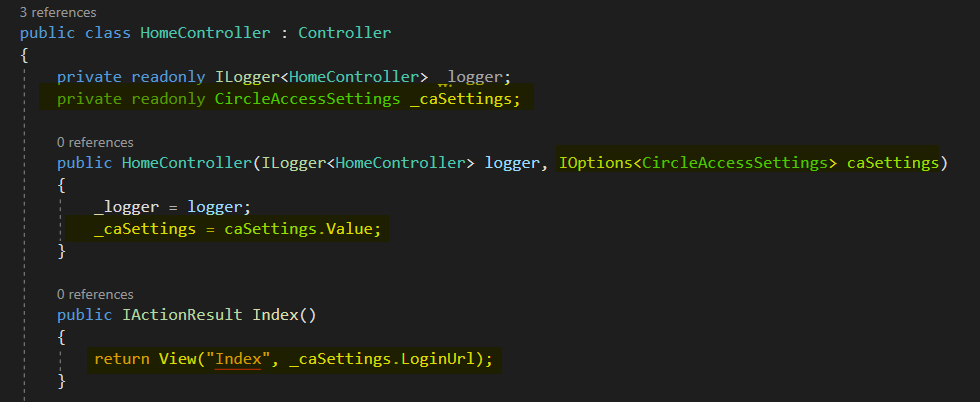 3 references
public class HomeController : Controller
{
private readonly ILogger<HomeController> _logger;
private readonly CircleAccessSettings _caSettings;
0 references
public HomeController(ILogger<HomeController> logger, IOptions<CircleAccessSettings> caSettings)
{
_logger = logger;
_caSettings = caSettings.Value;
}
0 references
public IActionResult Index()
{
return View("Index", _caSettings.LoginUrl);
}